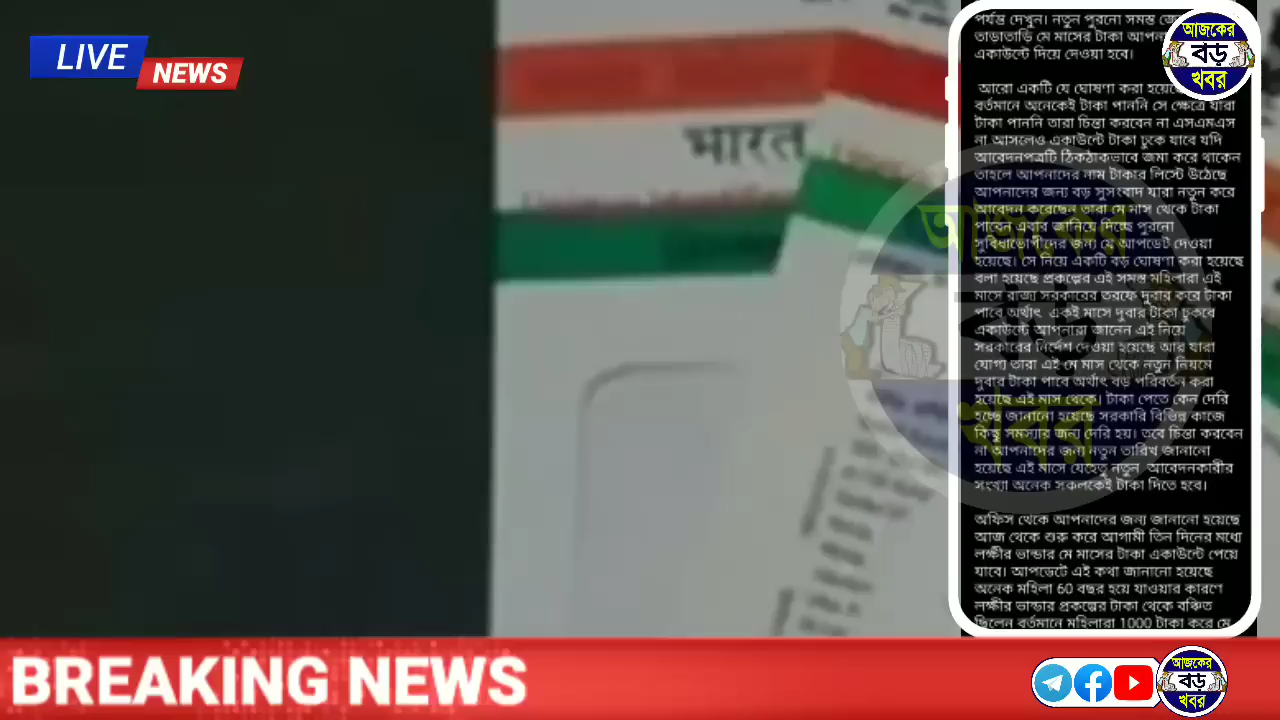 LIVE
NEWS
भारत
পর্যন্ত দেখুন। নতুন পুরনো সমস্ত
তাড়াতাড়ি মে মাসের টাকা
একাউন্টে দিয়ে দেওয়া হবে।
আরো একটি যে ঘোষণা করা
বর্তমানে অনেকেই টাকা পাননি সে ক্ষেত্রে যারা
টাকা পাননি তারা চিন্তা করবেন না এসএমএস
না আসলেও একাউন্টে টাকা ঢুকে যাবে যদি
আবেদনপত্রটি ঠিকঠাকভাবে জমা করে থাকেন
তাহলে আপনাদের নাম টাকার লিস্টে উঠেছে
আপনাদের জন্য বড় সুসংবাদ যারা নতুন করে
আবেদন করেছেন তারা মে মাস থেকে টাকা
পাবেন এবার জানিয়ে দিচ্ছে পুরনো
সুবিধাভোগীদের জন্য যে আপডেট দেওয়া
হয়েছে। সে নিয়ে একটি বড় ঘোষণা করা হয়েছে
বলা হয়েছে প্রকল্পের এই সমস্ত মহিলারা এই
মাসে রাজ্য সরকারের তরফে দুবার করে টাকা
পাবে অর্থাৎ একই মাসে দুবার টাকা ঢুকবে
একাউন্টে আপনারা জানেন এই নিয়ে
সরকারের নির্দেশ দেওয়া হয়েছে আর যারা
যোগ্য তারা এই মে মাস থেকে নতুন নিয়মে
দুবার টাকা পাবে অর্থাৎ বড় পরিবর্তন করা
হয়েছে এই মাস থেকে। টাকা পেতে কেন দেরি
হচ্ছে জানানো হয়েছে সরকারি বিভিন্ন কাজে
কিছু সমস্যার জন্য দেরি হয়। তবে চিন্তা করবেন
না আপনাদের জন্য নতুন তারিখ জানানো
হয়েছে এই মাসে যেহেতু নতুন আবেদনকারীর
সংখ্যা অনেক সকলকেই টাকা দিতে হবে।
অফিস থেকে আপনাদের জন্য জানানো হয়েছে
আজ থেকে শুরু করে আগামী তিন দিনের মধ্যে
লক্ষীর ভান্ডার মে মাসের টাকা একাউন্টে পেয়ে
যাবে। আপডেটে এই কথা জানানো হয়েছে
অনেক মহিলা 60 বছর হয়ে যাওয়ার কারণে
লক্ষীর ভান্ডার প্রকল্পের টাকা থেকে বঞ্চিত
ছিলেন বর্তমানে মহিলারা 1000 টাকা করে মে
আজকের
বড়
খবর
আজকের
বড়
খবর
BREAKING NEWS
আজকের
বড়
খবর